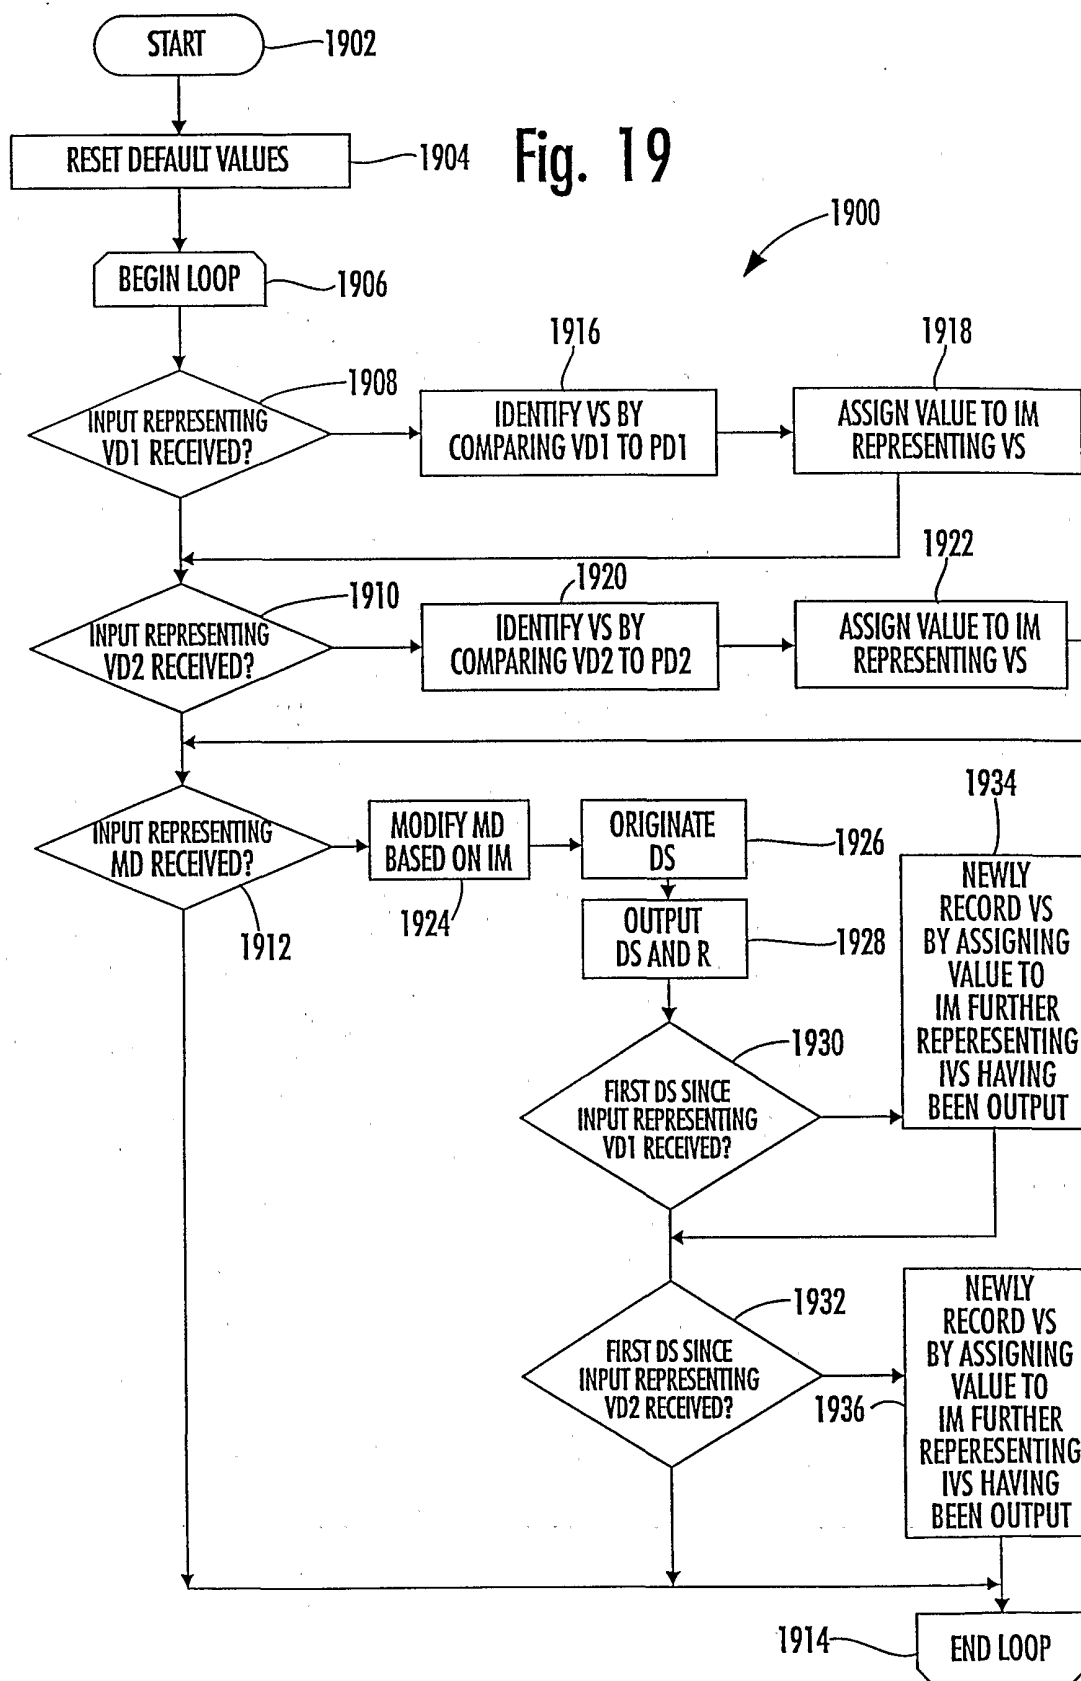 START
1902
RESET DEFAULT VALUES
1904
Fig. 19
1900
BEGIN LOOP
1906
1916
1918
1908
INPUT REPRESENTING
VD1 RECEIVED?
IDENTIFY VS BY
COMPARING VD1 TO PD1
ASSIGN VALUE TO IM
REPRESENTING VS
1910
1920
1922
INPUT REPRESENTING
VD2 RECEIVED?
IDENTIFY VS BY
COMPARING VD2 TO PD2
ASSIGN VALUE TO IM
REPRESENTING VS
1934
INPUT REPRESENTING
MD RECEIVED?
1912
MODIFY MD
BASED ON IM
1924
ORIGINATE
DS
1926
OUTPUT
DS AND R
1928
NEWLY
RECORD VS
BY ASSIGNING
VALUE TO
IM FURTHER
REPERESENTING
IVS HAVING
BEEN OUTPUT
1930
FIRST DS SINCE
INPUT REPRESENTING
VD1 RECEIVED?
1932
FIRST DS SINCE
INPUT REPRESENTING
VD2 RECEIVED?
1936
NEWLY
RECORD VS
BY ASSIGNING
VALUE TO
IM FURTHER
REPERESENTING
IVS HAVING
BEEN OUTPUT
1914
END LOOP